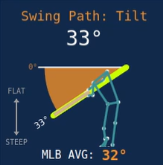 Swing Path: Tilt
33°
0°
33°
FLAT
STEEP
MLB AVG: 32°